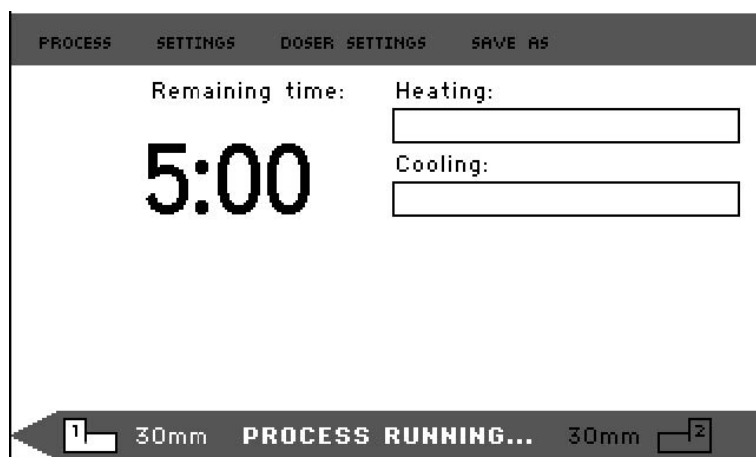 PROCESS SETTINGS DOSER SETTINGS SAVE AS
Remaining time: Heating:
5:00
Cooling:
1 30mm PROCESS RUNNING... 30mm 2